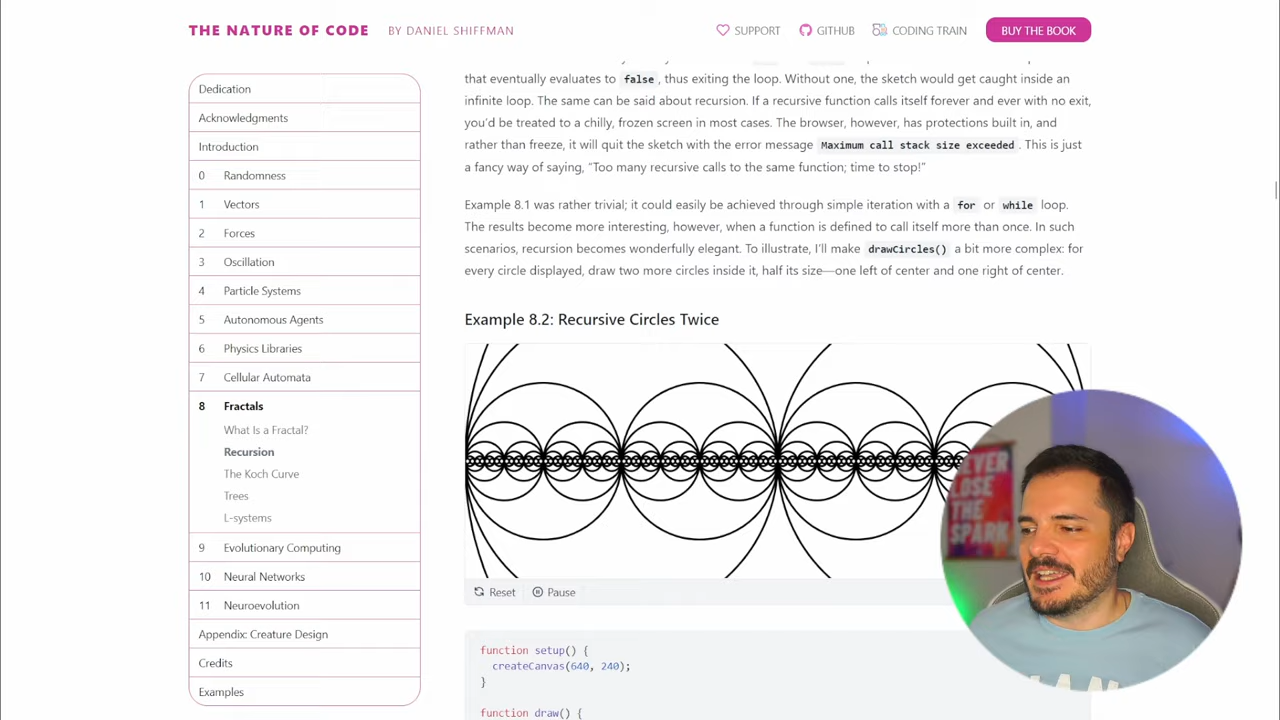 THE NATURE OF CODE BY DANIEL SHIFFMAN SUPPORT GITHUB CODING TRAIN BUY THE BOOK
Dedication
Acknowledgments
Introduction
0 Randomness
1 Vectors
2 Forces
3 Oscillation
4 Particle Systems
5 Autonomous Agents
6 Physics Libraries
7 Cellular Automata
8 Fractals
What Is a Fractal?
Recursion
The Koch Curve
Trees
L-systems
9 Evolutionary Computing
10 Neural Networks
11 Neuroevolution
Appendix: Creature Design
Credits
Examples
that eventually evaluates to false, thus exiting the loop. Without one, the sketch would get caught inside an
infinite loop. The same can be said about recursion. If a recursive function calls itself forever and ever with no exit,
you'd be treated to a chilly, frozen screen in most cases. The browser, however, has protections built in, and
rather than freeze, it will quit the sketch with the error message Maximum call stack size exceeded. This is just
a fancy way of saying, "Too many recursive calls to the same function; time to stop!"
Example 8.1 was rather trivial; it could easily be achieved through simple iteration with a for or while loop.
The results become more interesting, however, when a function is defined to call itself more than once. In such
scenarios, recursion becomes wonderfully elegant. To illustrate, I'll make drawCircles() a bit more complex: for
every circle displayed, draw two more circles inside it, half its size—one left of center and one right of center.
Example 8.2: Recursive Circles Twice
Reset Pause
function setup() {
createCanvas(640, 240);
}
function draw() {
LOSE
THE
SPARK